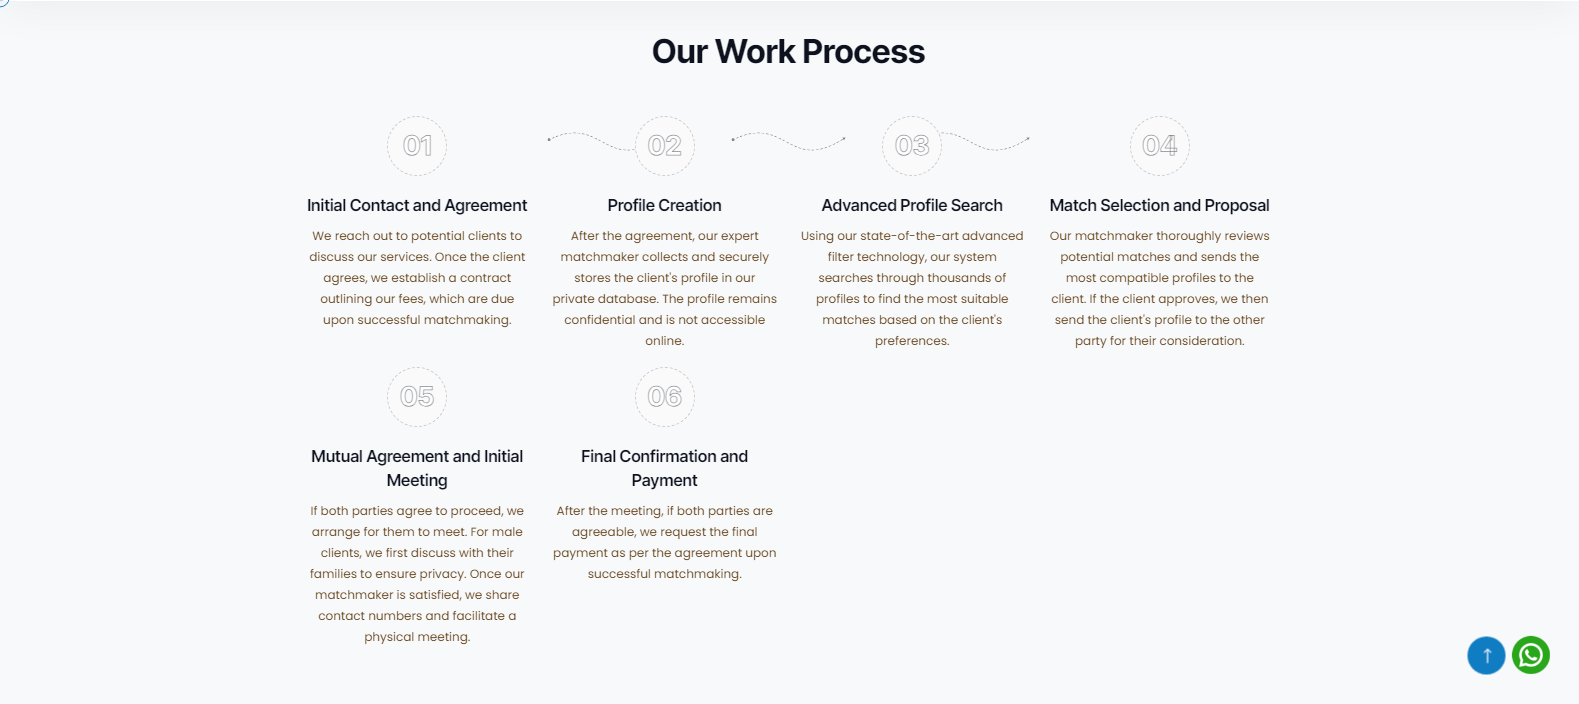 Our Work Process
01
Initial Contact and Agreement
We reach out to potential clients to
discuss our services. Once the client
agrees, we establish a contract
outlining our fees, which are due
upon successful matchmaking.
02
Profile Creation
After the agreement, our expert
matchmaker collects and securely
stores the client's profile in our
private database. The profile remains
confidential and is not accessible
online.
03
Advanced Profile Search
Using our state-of-the-art advanced
filter technology, our system
searches through thousands of
profiles to find the most suitable
matches based on the client's
preferences.
04
Match Selection and Proposal
Our matchmaker thoroughly reviews
potential matches and sends the
most compatible profiles to the
client. If the client approves, we then
send the client's profile to the other
party for their consideration.
05
Mutual Agreement and Initial
Meeting
If both parties agree to proceed, we
arrange for them to meet. For male
clients, we first discuss with their
families to ensure privacy. Once our
matchmaker is satisfied, we share
contact numbers and facilitate a
physical meeting.
06
Final Confirmation and
Payment
After the meeting, if both parties are
agreeable, we request the final
payment as per the agreement upon
successful matchmaking.